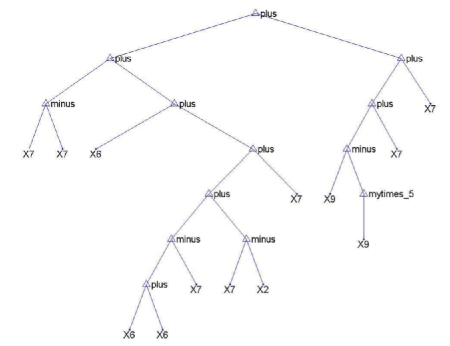 plus
plus plus
minus plus plus X7
X7 X7 X6 plus minus X7
plus X7 X9 mytimes_5
minus minus X9
plus X7 X7 X2
X6 X6